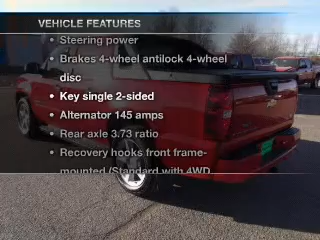 VEHICLE FEATURES
• Steering power
• Brakes 4-wheel antilock 4-wheel
disc
• Key single 2-sided
• Alternator 145 amps
• Rear axle 3.73 ratio
• Recovery hooks front frame-
mounted (Standard with 4WD